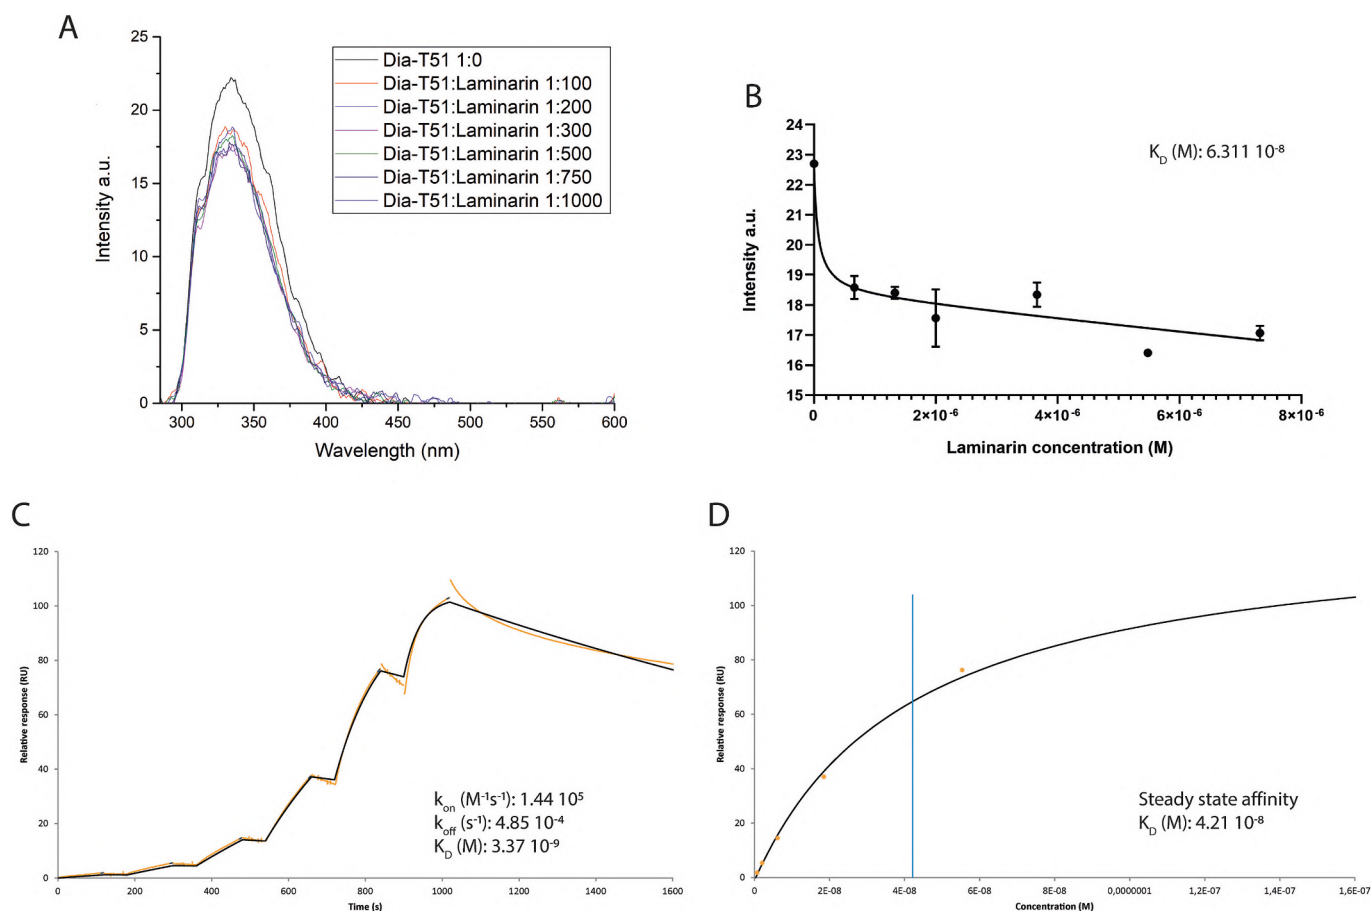 A
25
20
15
10
5
0
300
350
400
450
500
550
600
Intensity a.u.
Wavelength (nm)
Dia-T51 1:0
Dia-T51:Laminarin 1:100
Dia-T51:Laminarin 1:200
Dia-T51:Laminarin 1:300
Dia-T51:Laminarin 1:500
Dia-T51:Laminarin 1:750
Dia-T51:Laminarin 1:1000
B
24
23
22
21
20
19
18
17
16
15
0
2×10⁻⁶
4×10⁻⁶
6×10⁻⁶
8×10⁻⁶
Intensity a.u.
Laminarin concentration (M)
K_D (M): 6.311 10⁻⁸
C
120
100
80
60
40
20
0
0
200
400
600
800
1000
1200
1400
1600
Relative response (RU)
Time (s)
k_on (M⁻¹s⁻¹): 1.44 10⁵
k_off (s⁻¹): 4.85 10⁻⁴
K_D (M): 3.37 10⁻⁹
D
120
100
80
60
40
20
0
0
2E-08
4E-08
6E-08
8E-08
0,0000001
1,2E-07
1,4E-07
1,6E-07
Relative response (RU)
Concentration (M)
Steady state affinity
K_D (M): 4.21 10⁻⁸